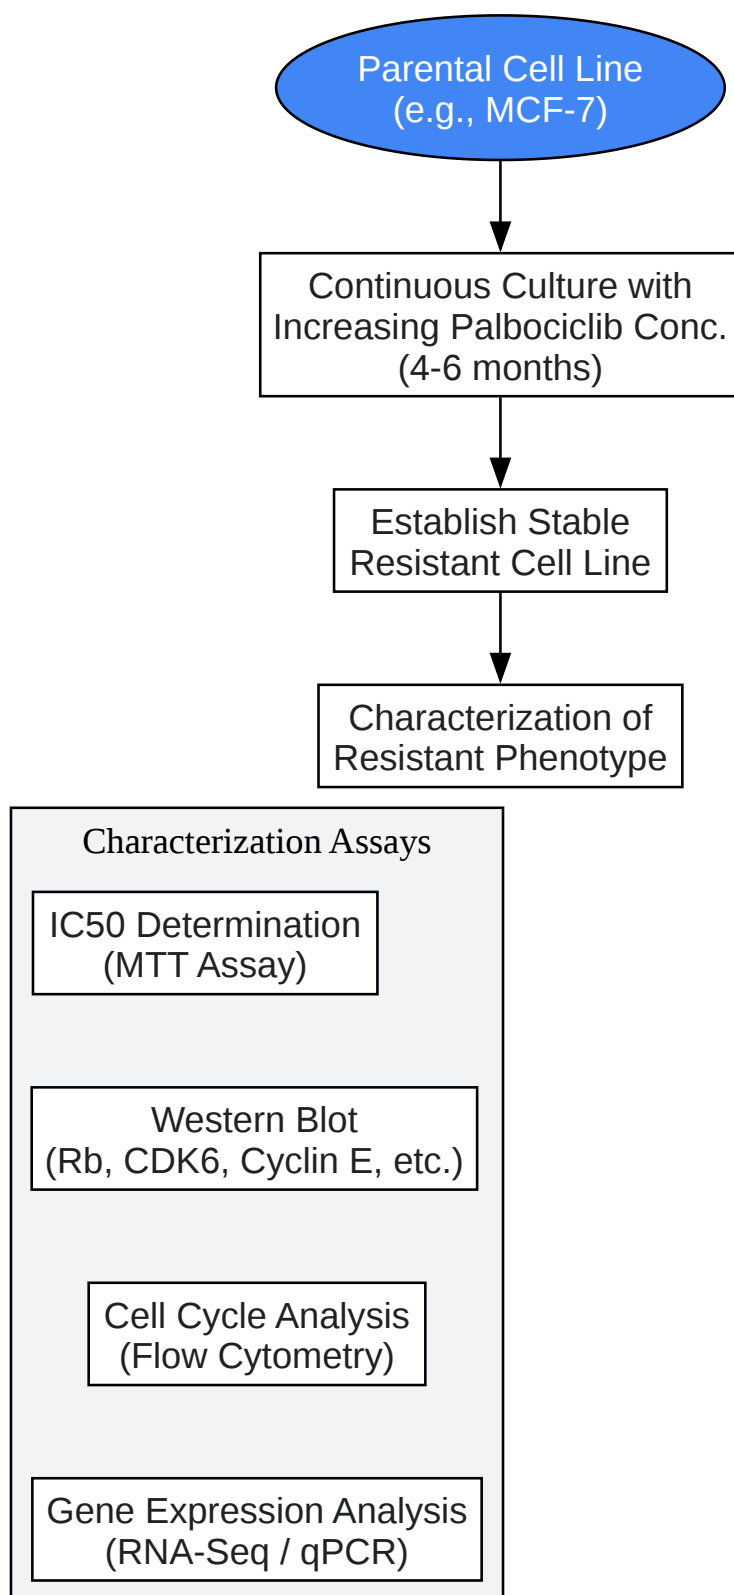 Parental Cell Line
(e.g., MCF-7)
Continuous Culture with
Increasing Palbociclib Conc.
(4-6 months)
Establish Stable
Resistant Cell Line
Characterization of
Resistant Phenotype
Characterization Assays
IC50 Determination
(MTT Assay)
Western Blot
(Rb, CDK6, Cyclin E, etc.)
Cell Cycle Analysis
(Flow Cytometry)
Gene Expression Analysis
(RNA-Seq / qPCR)